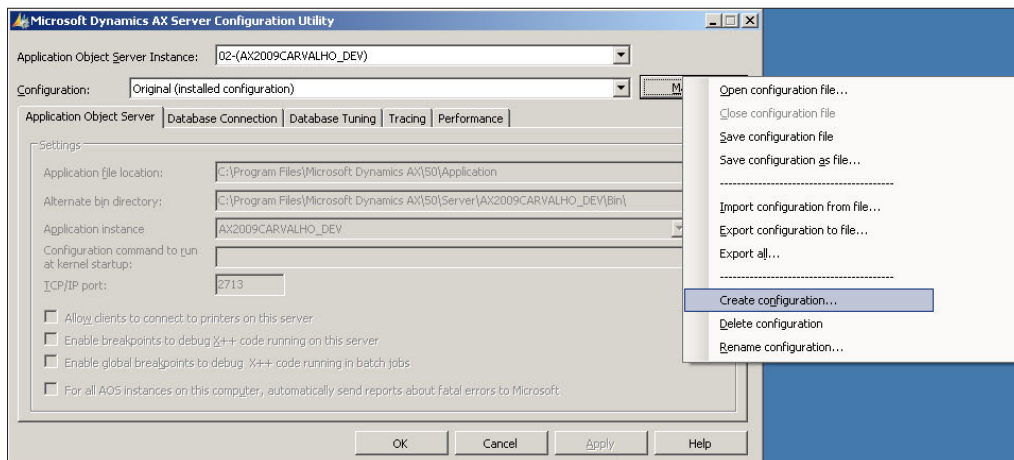 Microsoft Dynamics AX Server Configuration Utility
Application Object Server Instance: 02-(AX2009CARVALHO_DEV)
Configuration: Original (installed configuration)
Application Object Server Database Connection Database Tuning Tracing Performance
Settings
Application file location: C:\Program Files\Microsoft Dynamics AX\50\Application
Alternate bin directory: C:\Program Files\Microsoft Dynamics AX\50\Server\AX2009CARVALHO_DEV\Bin\
Application instance AX2009CARVALHO_DEV
Configuration command to run
at kernel startup:
TCP/IP port: 2713
Allow clients to connect to printers on this server
Enable breakpoints to debug X++ code running on this server
Enable global breakpoints to debug X++ code running in batch jobs
For all AOS instances on this computer, automatically send reports about fatal errors to Microsoft
OK Cancel Apply Help
Open configuration file...
Close configuration file
Save configuration file
Save configuration as file...
Import configuration from file...
Export configuration to file...
Export all...
Create configuration...
Delete configuration
Rename configuration...